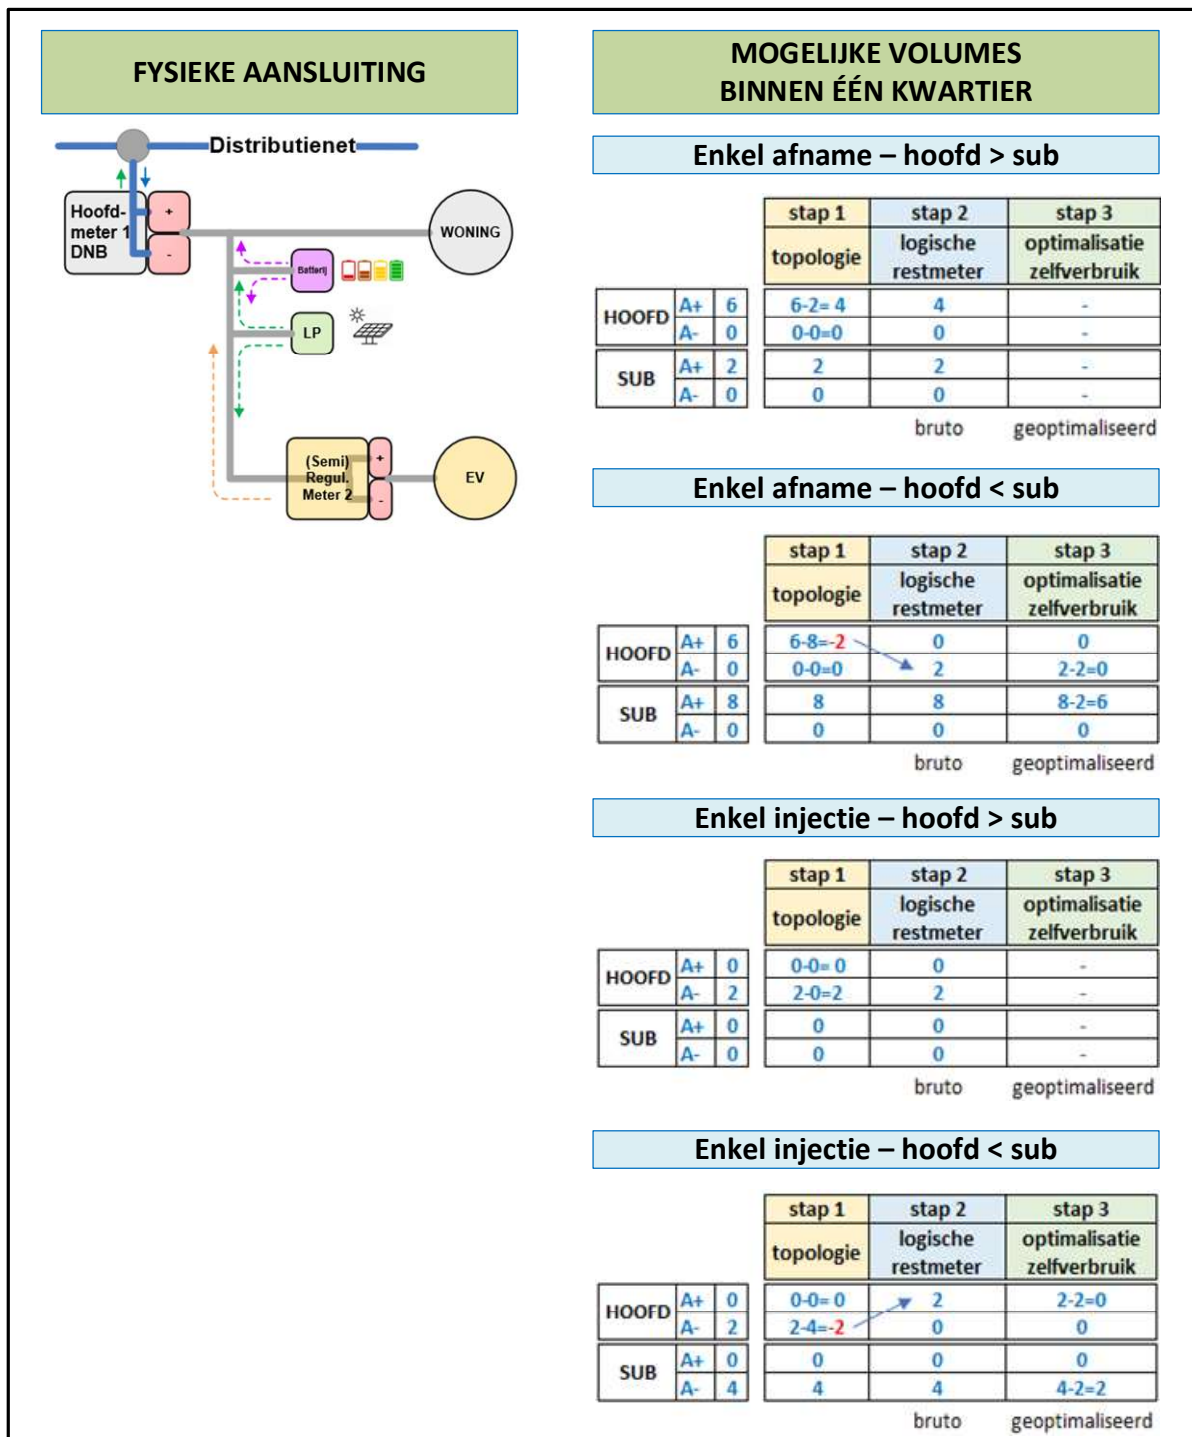 FYSIEKE AANSLUITING
Distributienet
Hoofd-
meter 1
DNB
+
-
WONING
Batterij
LP
(Semi)
Regul.
Meter 2
+
-
EV
MOGELIJKE VOLUMES
BINNEN ÉÉN KWARTIER
Enkel afname – hoofd > sub
stap 1 stap 2 stap 3
topologie logische restmeter optimalisatie zelfverbruik
HOOFD A+ 6 6-2= 4 4 -
A- 0 0-0=0 0 -
SUB A+ 2 2 2 -
A- 0 0 0 -
bruto geoptimaliseerd
Enkel afname – hoofd < sub
stap 1 stap 2 stap 3
topologie logische restmeter optimalisatie zelfverbruik
HOOFD A+ 6 6-8=-2 0 0
A- 0 0-0=0 2 2-2=0
SUB A+ 8 8 8 8-2=6
A- 0 0 0 0
bruto geoptimaliseerd
Enkel injectie – hoofd > sub
stap 1 stap 2 stap 3
topologie logische restmeter optimalisatie zelfverbruik
HOOFD A+ 0 0-0= 0 0 -
A- 2 2-0=2 2 -
SUB A+ 0 0 0 -
A- 0 0 0 -
bruto geoptimaliseerd
Enkel injectie – hoofd < sub
stap 1 stap 2 stap 3
topologie logische restmeter optimalisatie zelfverbruik
HOOFD A+ 0 0-0= 0 2 2-2=0
A- 2 2-4=-2 0 0
SUB A+ 0 0 0 0
A- 4 4 4 4-2=2
bruto geoptimaliseerd